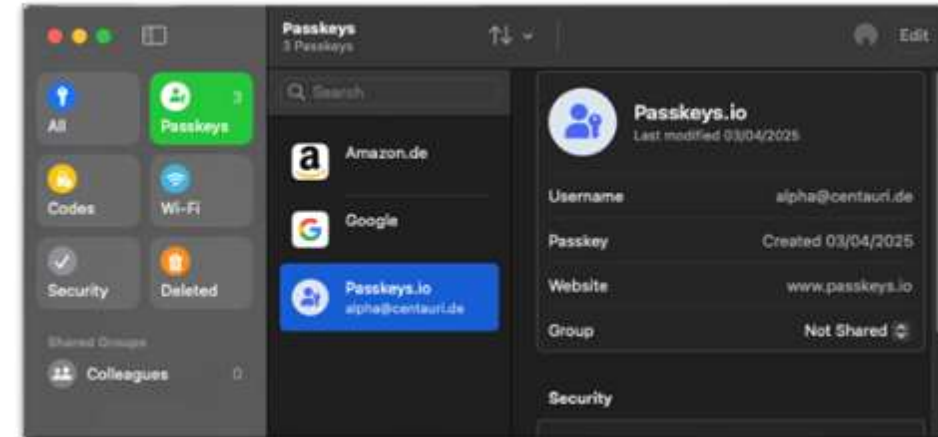 Passkeys
3 Passkeys
Edit
All
3
Passkeys
Codes
Wi-Fi
Security
Deleted
Shared Groups
Colleagues 0
Search
a
Amazon.de
G
Google
Passkeys.io
alpha@centauri.de
Passkeys.io
Last modified 03/04/2025
Username alpha@centauri.de
Passkey Created 03/04/2025
Website www.passkeys.io
Group Not Shared
Security